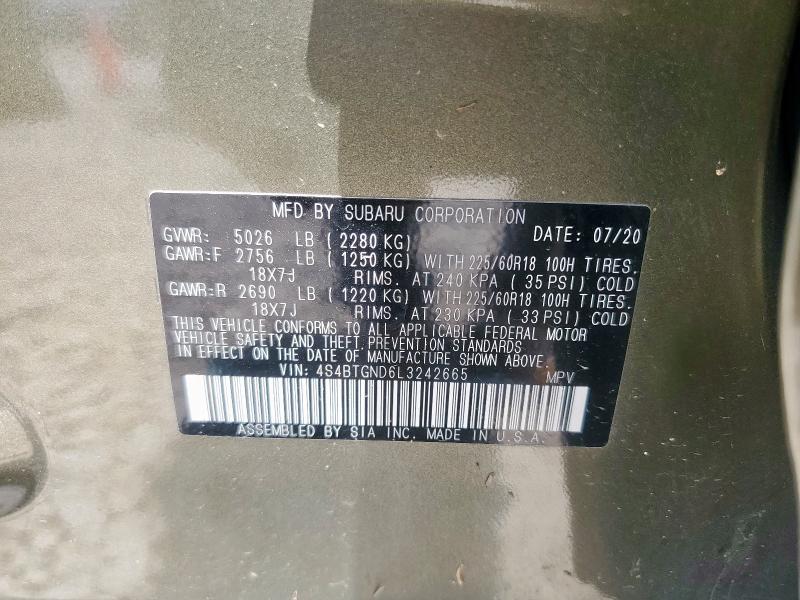 MFD BY SUBARU CORPORATION
GVWR: 5026 LB ( 2280 KG) DATE: 07/20
GAWR:F 2756 LB ( 1250 KG) WITH 225/60R18 100H TIRES.
18X7J RIMS. AT 240 KPA ( 35 PSI) COLD
GAWR:R 2690 LB ( 1220 KG) WITH 225/60R18 100H TIRES.
18X7J RIMS. AT 230 KPA ( 33 PSI) COLD
THIS VEHICLE CONFORMS TO ALL APPLICABLE FEDERAL MOTOR
VEHICLE SAFETY AND THEFT PREVENTION STANDARDS
IN EFFECT ON THE DATE OF MANUFACTURE SHOWN ABOVE.
VIN: 4S4BTGND6L3242665 MPV
ASSEMBLED BY SIA INC. MADE IN U.S.A.